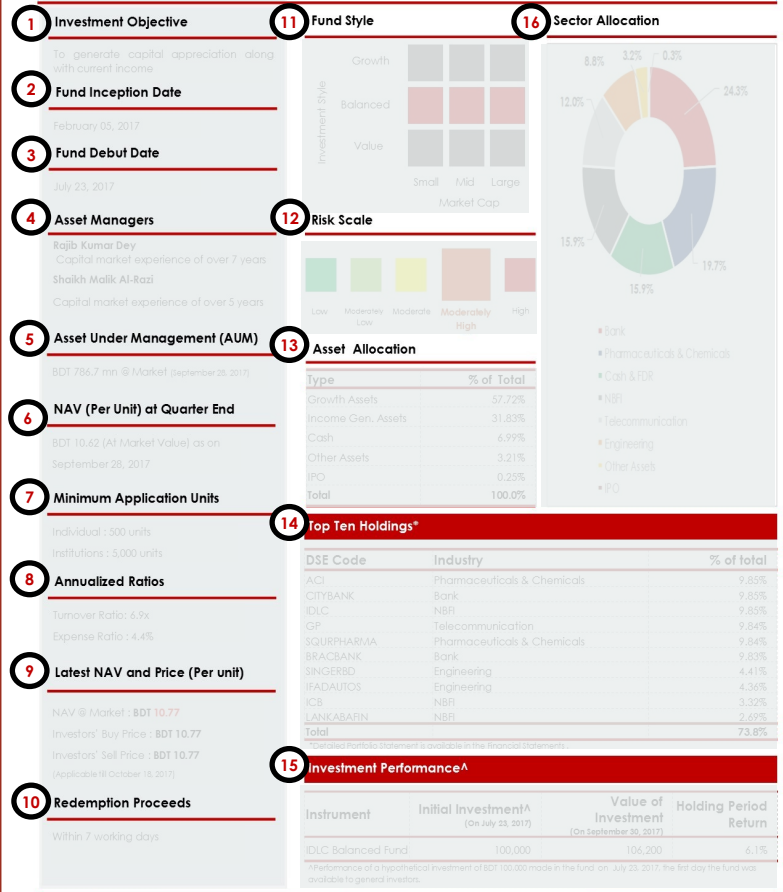 1 Investment Objective
To generate capital appreciation along
with current income
2 Fund Inception Date
February 05, 2017
3 Fund Debut Date
July 23, 2017
4 Asset Managers
Rajib Kumar Dey
Capital market experience of over 7 years
Shaikh Malik Al-Razi
Capital market experience of over 5 years
5 Asset Under Management (AUM)
BDT 786.7 mn @ Market (September 28, 2017)
6 NAV (Per Unit) at Quarter End
BDT 10.62 (At Market Value) as on
September 28, 2017
7 Minimum Application Units
Individual : 500 units
Institutions : 5,000 units
8 Annualized Ratios
Turnover Ratio: 6.9x
Expense Ratio : 4.4%
9 Latest NAV and Price (Per unit)
NAV @ Market : BDT 10.77
Investors' Buy Price : BDT 10.77
Investors' Sell Price : BDT 10.77
(Applicable till October 18, 2017)
10 Redemption Proceeds
Within 7 working days
11 Fund Style
Investment Style
Growth
Balanced
Value
Small Mid Large
Market Cap
12 Risk Scale
Low Moderately Low Moderate Moderately High High
13 Asset Allocation
Type % of Total
Growth Assets 57.72%
Income Gen. Assets 31.83%
Cash 6.99%
Other Assets 3.21%
IPO 0.25%
Total 100.0%
16 Sector Allocation
8.8% 3.2% 0.3%
12.0% 24.3%
15.9% 19.7%
15.9%
Bank
Pharmaceuticals & Chemicals
Cash & FDR
NBFI
Telecommunication
Engineering
Other Assets
IPO
14 Top Ten Holdings*
DSE Code Industry % of total
ACI Pharmaceuticals & Chemicals 9.85%
CITYBANK Bank 9.85%
IDLC NBFI 9.85%
GP Telecommunication 9.84%
SQURPHARMA Pharmaceuticals & Chemicals 9.84%
BRACBANK Bank 9.83%
SINGERBD Engineering 4.41%
IFADAUTOS Engineering 4.36%
ICB NBFI 3.32%
LANKABAFIN NBFI 2.69%
Total 73.8%
*Detailed Portfolio Statement is available in the Financial Statements .
15 Investment Performance^
Instrument Initial Investment^ (On July 23, 2017) Value of Investment (On September 30, 2017) Holding Period Return
IDLC Balanced Fund 100,000 106,200 6.1%
^Performance of a hypothetical investment of BDT 100,000 made in the fund on July 23, 2017, the first day the fund was
available to general investors.